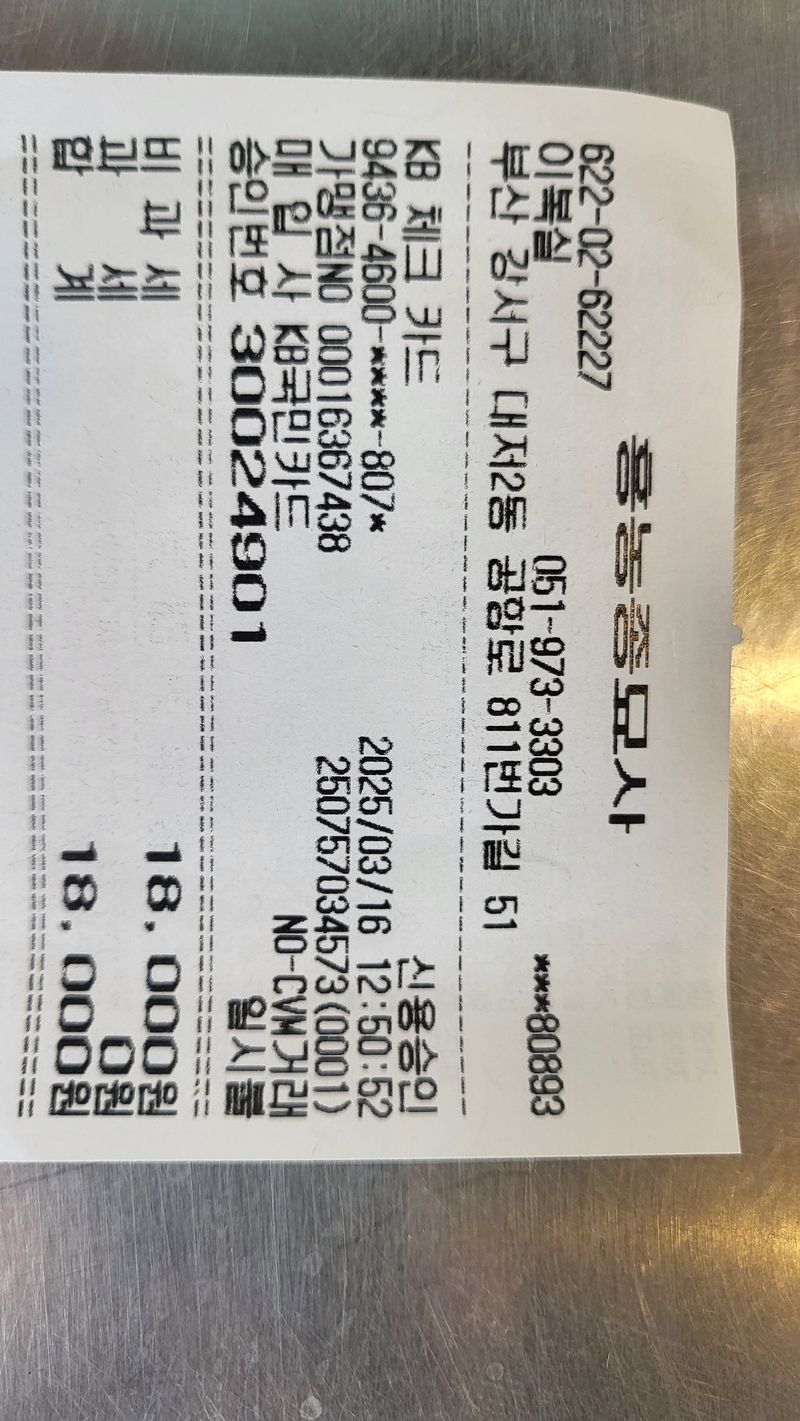 용농종묘사
622-02-62227
이복실 051-973-3303 ***80893
부산 강서구 대저2동 공항로 811번가길 51
--------------------------------
KB 체크 카드 신용승인
9436-4600-****-807* 2025/03/16 12:50:52
가맹점NO 00016367438 250757034573(0001)
매 입 사 KB국민카드 NO-CVM거래
승인번호 30024901 일시불
================================
비 과 세 18,000원
과 세 0원
합 계 18,000원
================================